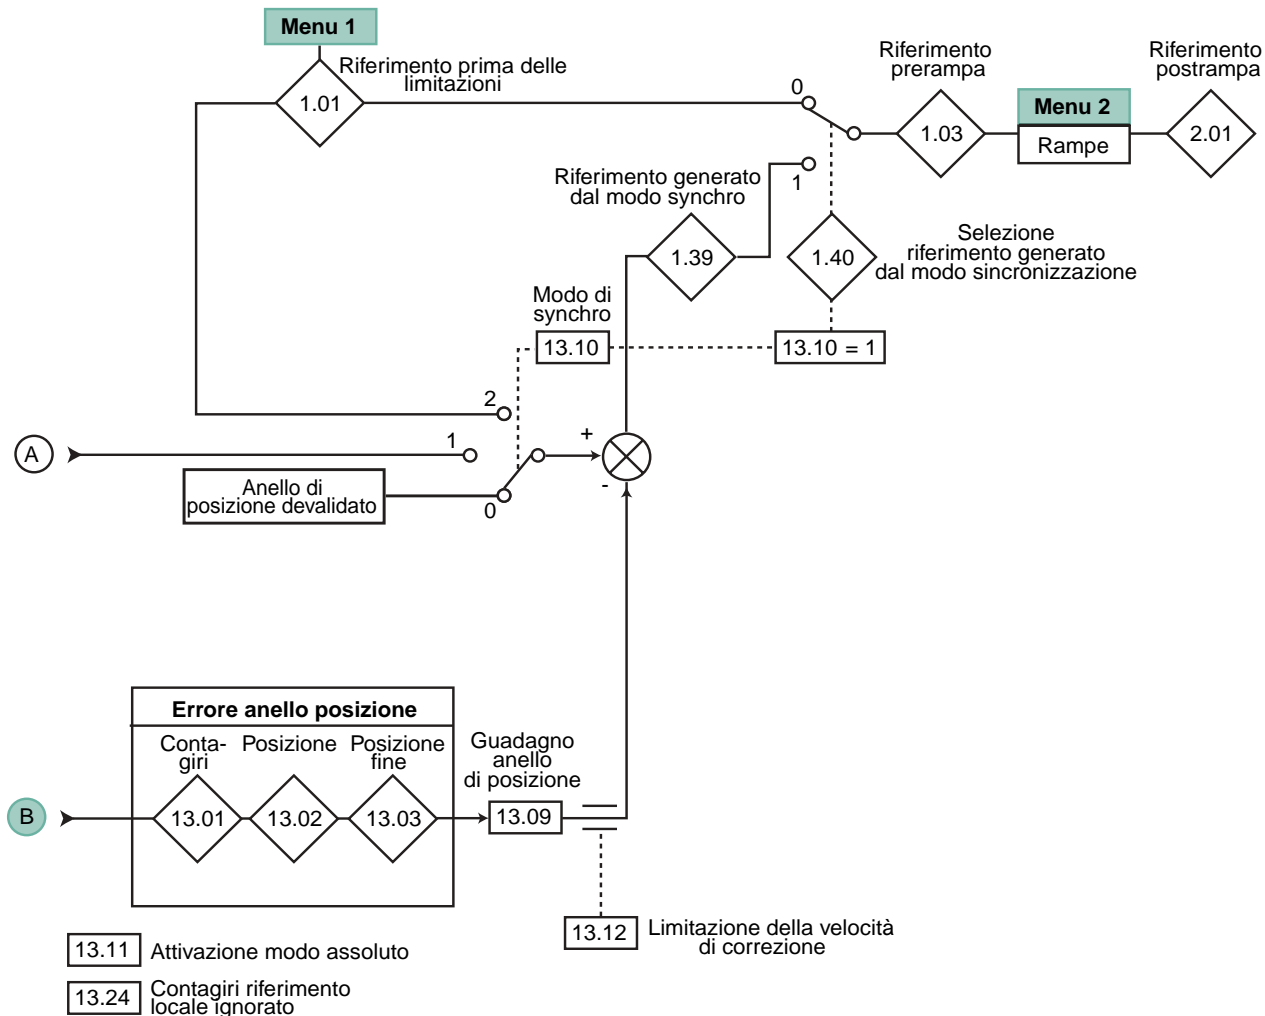 Menu 1
Riferimento prima delle
limitazioni
1.01
0
Riferimento
prerampa
1.03
Menu 2
Rampe
Riferimento
postrampa
2.01
Riferimento generato
dal modo synchro
1
1.39
1.40
Selezione
riferimento generato
dal modo sincronizzazione
Modo di
synchro
13.10
13.10 = 1
2
A
1
+
-
Anello di
posizione devalidato
0
Errore anello posizione
Conta-
giri
Posizione
Posizione
fine
Guadagno
anello
di posizione
B
13.01
13.02
13.03
13.09
13.12
Limitazione della velocità
di correzione
13.11
Attivazione modo assoluto
13.24
Contagiri riferimento
locale ignorato